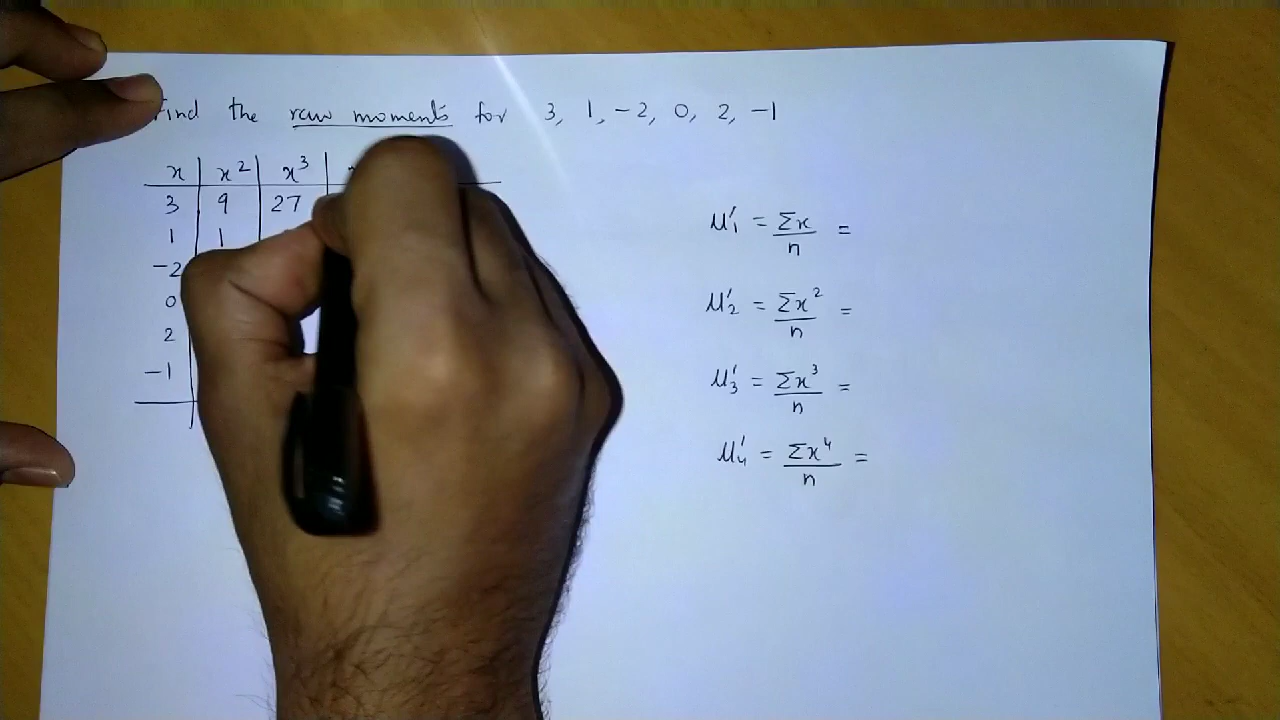 Find the raw moments for 3, 1, -2, 0, 2, -1
x x² x³
3 9 27
1 1
-2
0
2
-1
μ′₁ = Σx/n =
μ′₂ = Σx²/n =
μ′₃ = Σx³/n =
μ′₄ = Σx⁴/n =